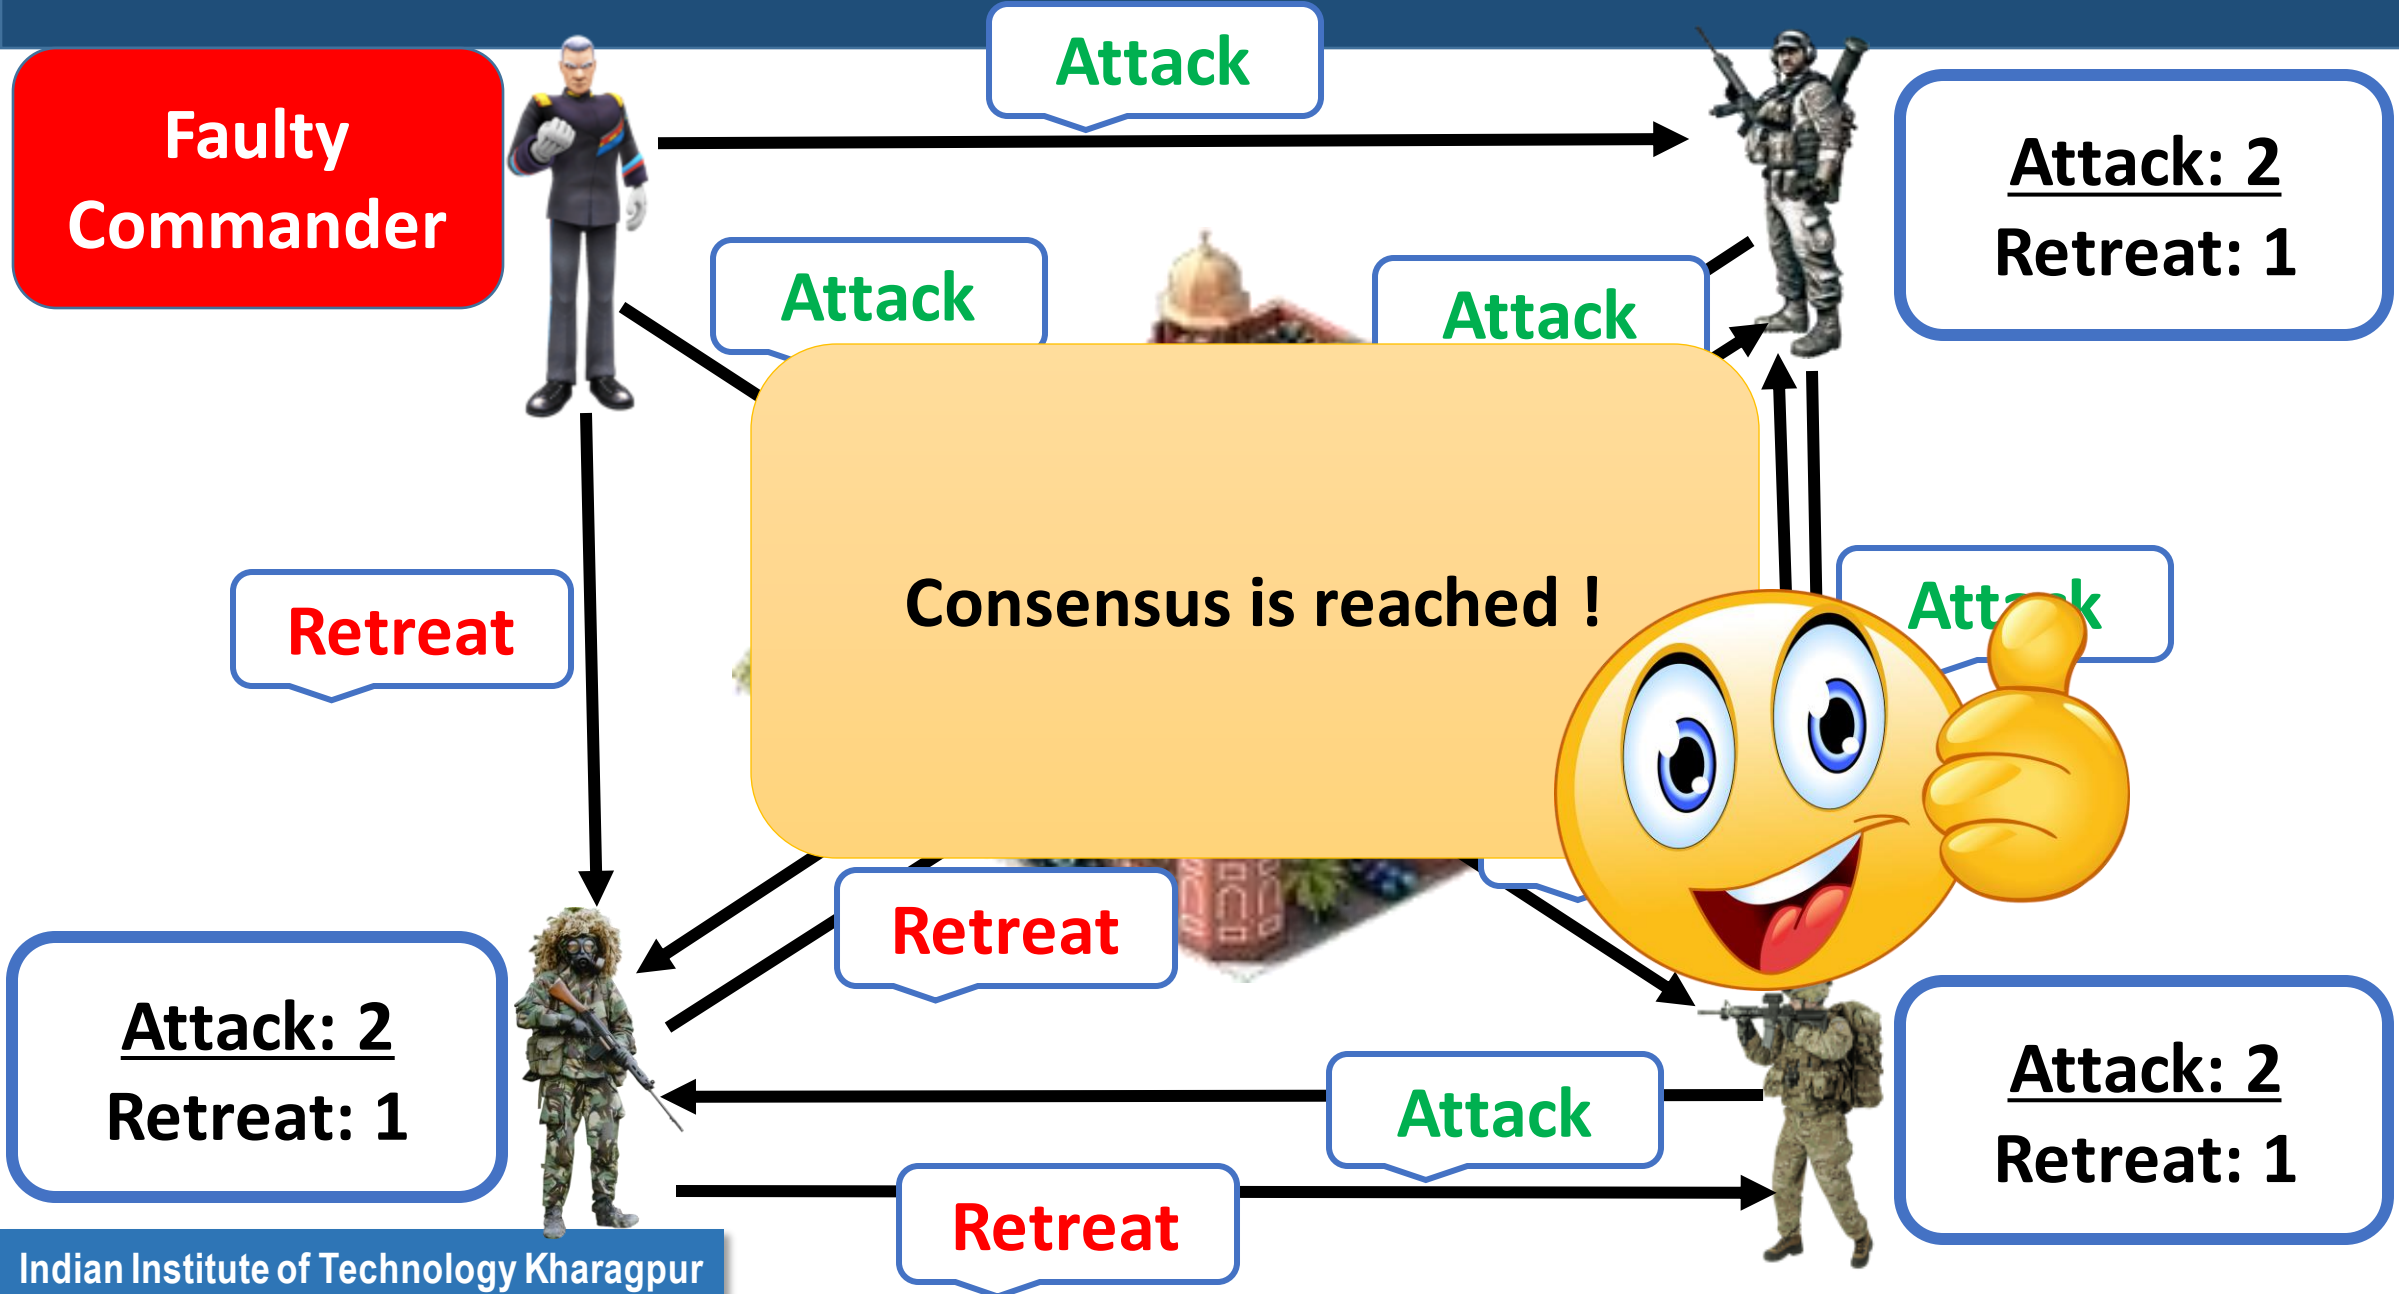 Attack
Faulty
Commander
Attack: 2
Retreat: 1
Attack
Attack
Consensus is reached !
Retreat
Attack
Retreat
Attack: 2
Retreat: 1
Attack
Attack: 2
Retreat: 1
Retreat
Indian Institute of Technology Kharagpur